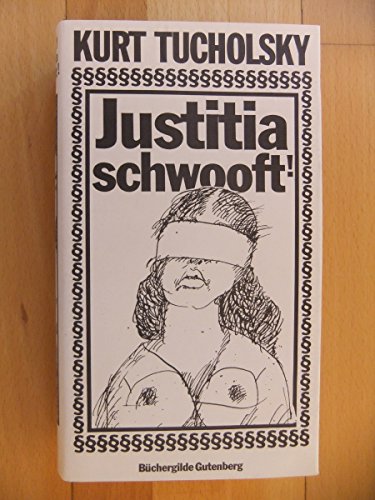 KURT TUCHOLSKY
Justitia
schwooft!
Büchergilde Gutenberg